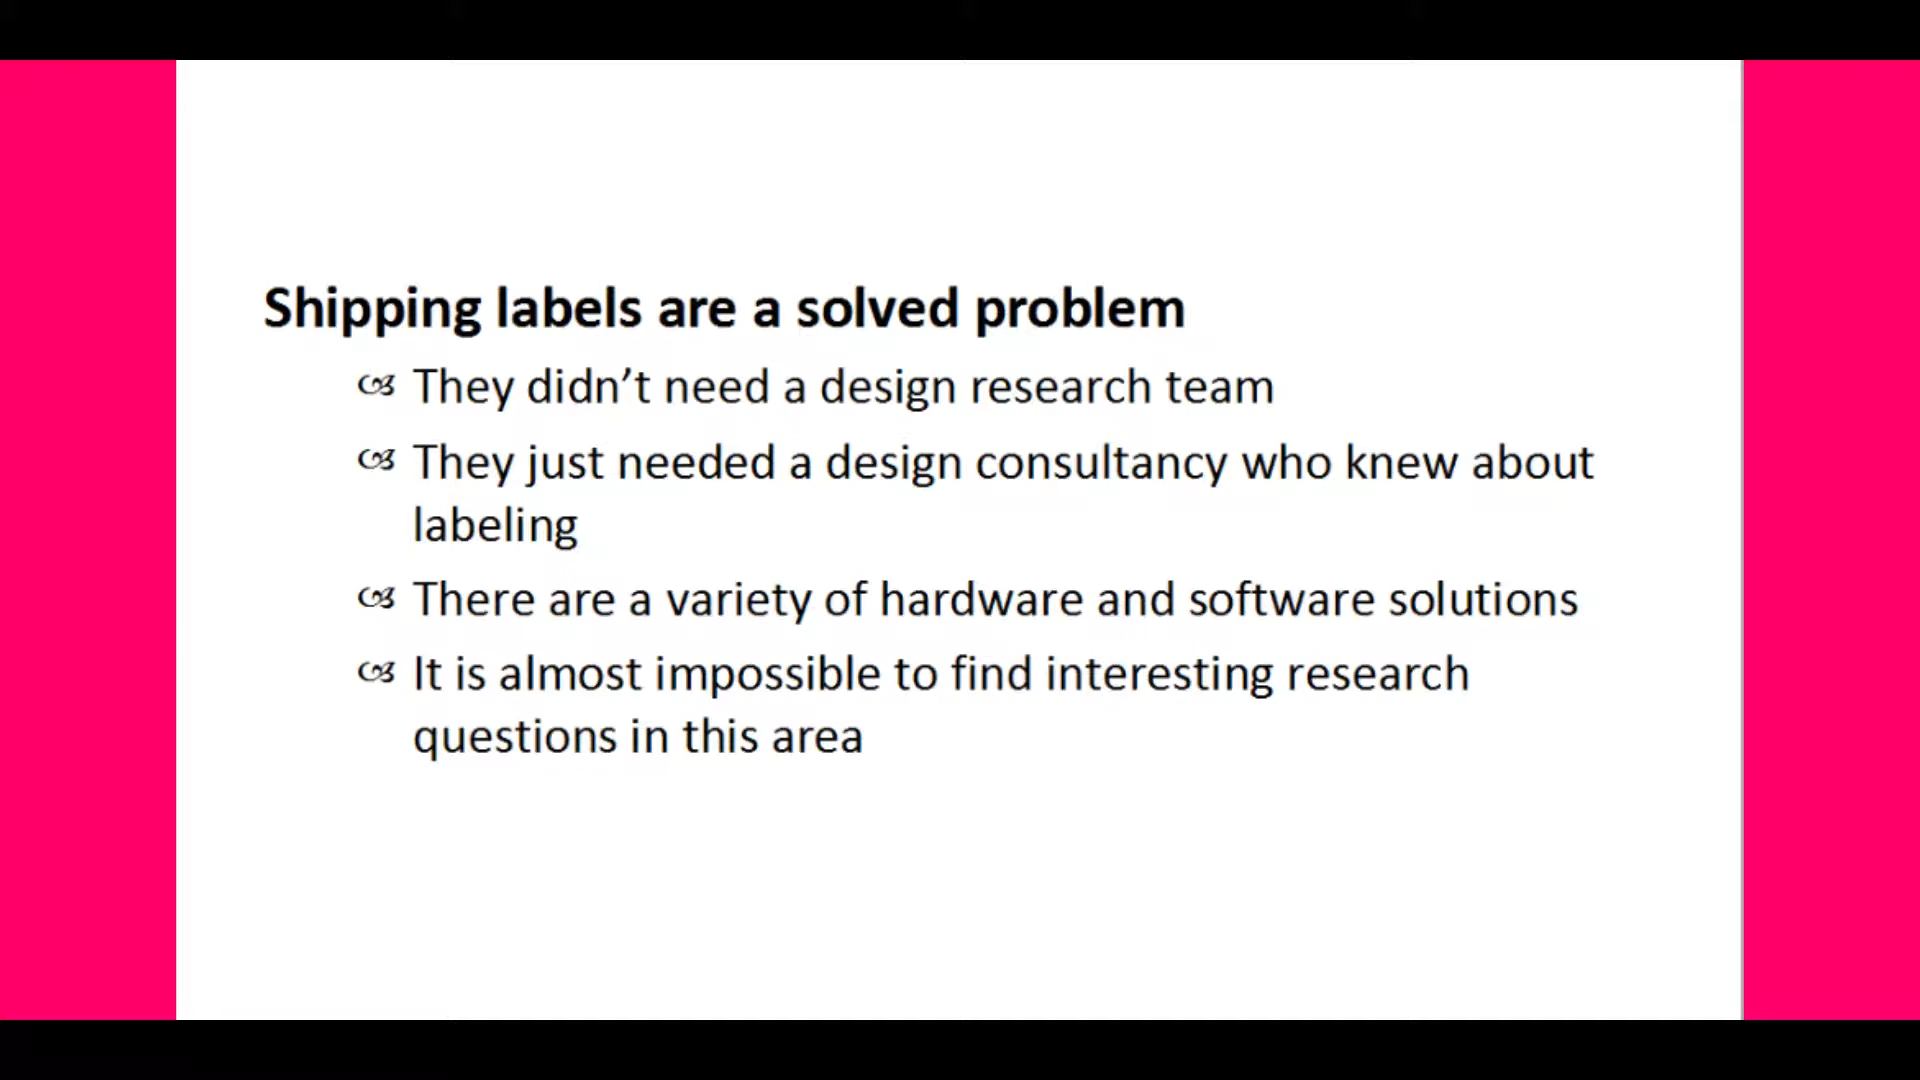 Shipping labels are a solved problem
They didn’t need a design research team
They just needed a design consultancy who knew about
labeling
There are a variety of hardware and software solutions
It is almost impossible to find interesting research
questions in this area